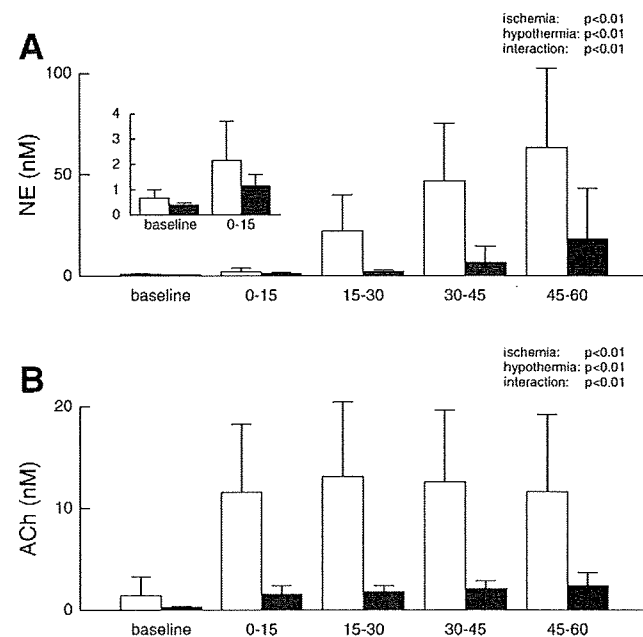 ischemia: p<0.01
hypothermia: p<0.01
interaction: p<0.01
A
NE (nM)
100
50
0
4
3
2
1
0
baseline 0-15
baseline 0-15 15-30 30-45 45-60
ischemia: p<0.01
hypothermia: p<0.01
interaction: p<0.01
B
ACh (nM)
20
10
0
baseline 0-15 15-30 30-45 45-60